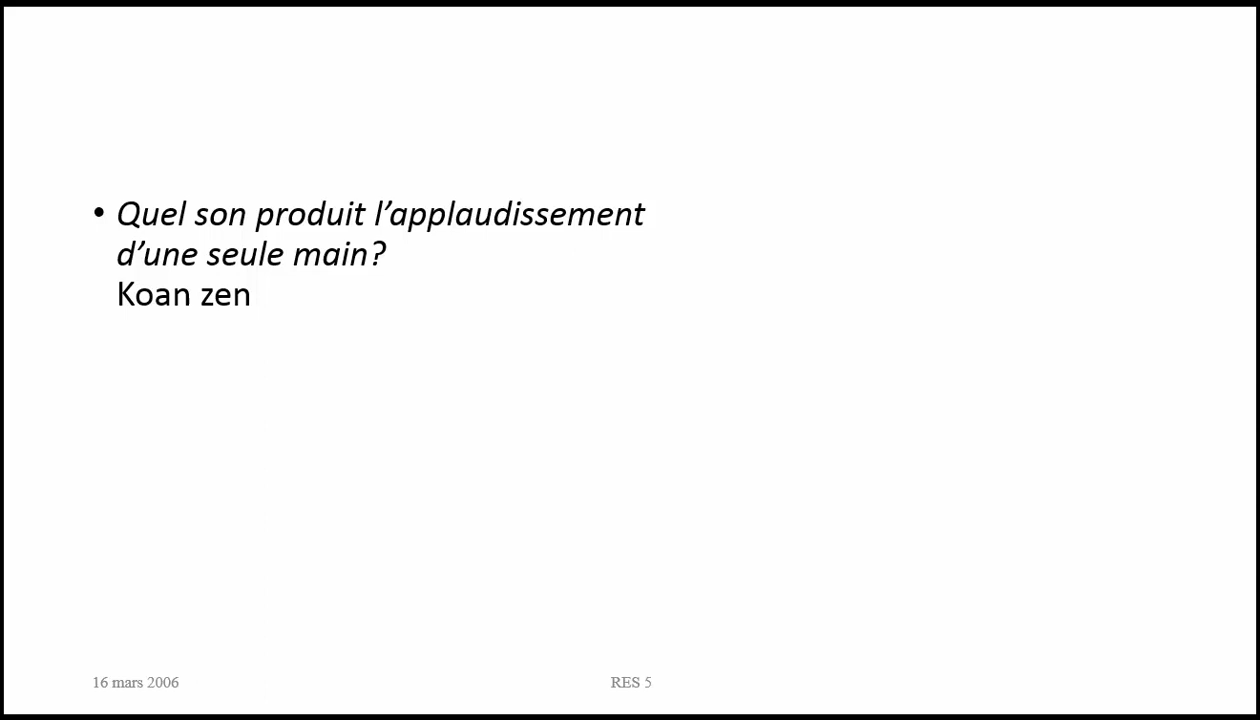 • Quel son produit l’applaudissement
d’une seule main?
Koan zen
16 mars 2006
RES 5